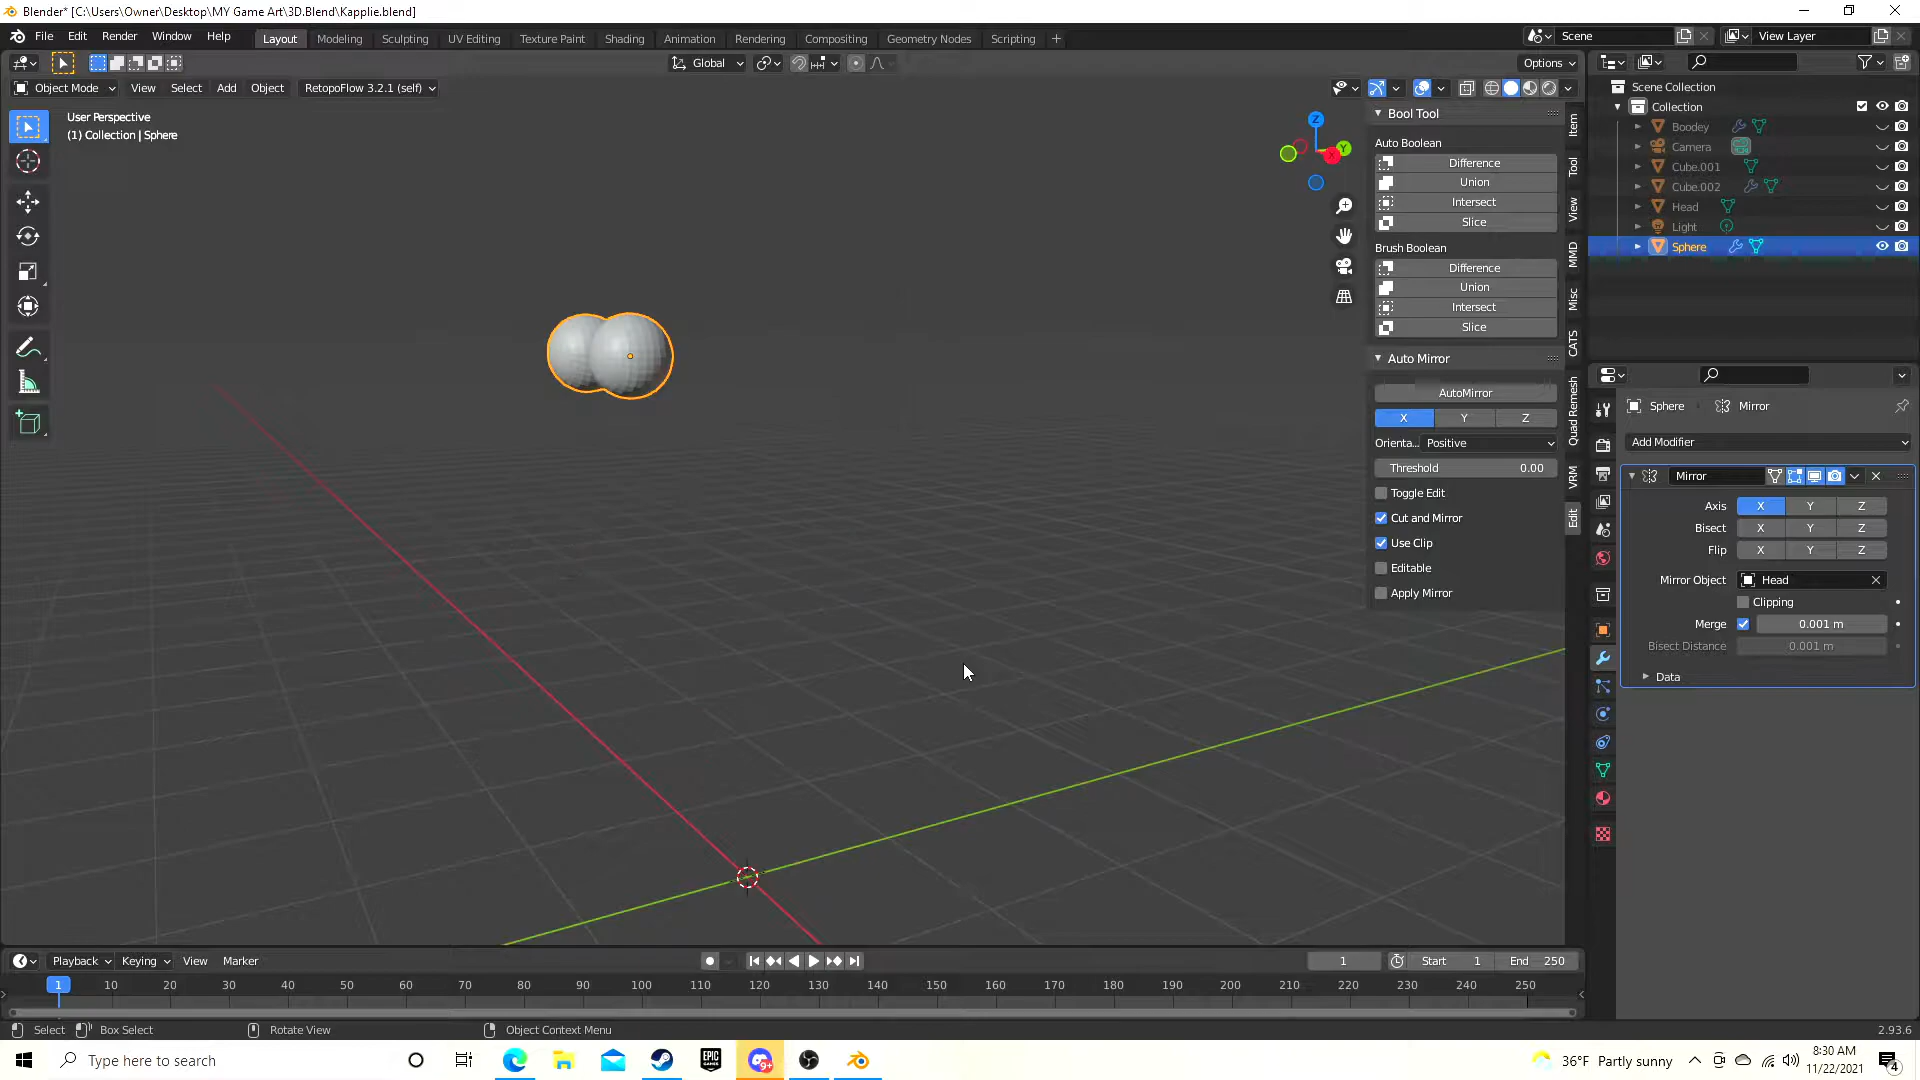 Blender* [C:\Users\Owner\Desktop\MY Game Art\3D.Blend\Kapplie.blend]
File Edit Render Window Help Layout Modeling Sculpting UV Editing Texture Paint Shading Animation Rendering Compositing Geometry Nodes Scripting + Scene View Layer
Global Options
Object Mode View Select Add Object RetopoFlow 3.2.1 (self)
User Perspective
(1) Collection | Sphere
Z
Y
X
Bool Tool
Auto Boolean
Difference
Union
Intersect
Slice
Brush Boolean
Difference
Union
Intersect
Slice
Auto Mirror
AutoMirror
X Y Z
Orienta... Positive
Threshold 0.00
Toggle Edit
Cut and Mirror
Use Clip
Editable
Apply Mirror
Item
Tool
View
MMD
Misc
CATS
Quad Remesh
VRM
Edit
Scene Collection
Collection
Boodey
Camera
Cube.001
Cube.002
Head
Light
Sphere
Sphere Mirror
Add Modifier
Mirror
Axis X Y Z
Bisect X Y Z
Flip X Y Z
Mirror Object Head
Clipping
Merge 0.001 m
Bisect Distance 0.001 m
Data
Playback Keying View Marker 1 Start 1 End 250
1 10 20 30 40 50 60 70 80 90 100 110 120 130 140 150 160 170 180 190 200 210 220 230 240 250
Select Box Select Rotate View Object Context Menu 2.93.6
Type here to search EPIC GAMES 9+ 36°F Partly sunny 8:30 AM
11/22/2021 4